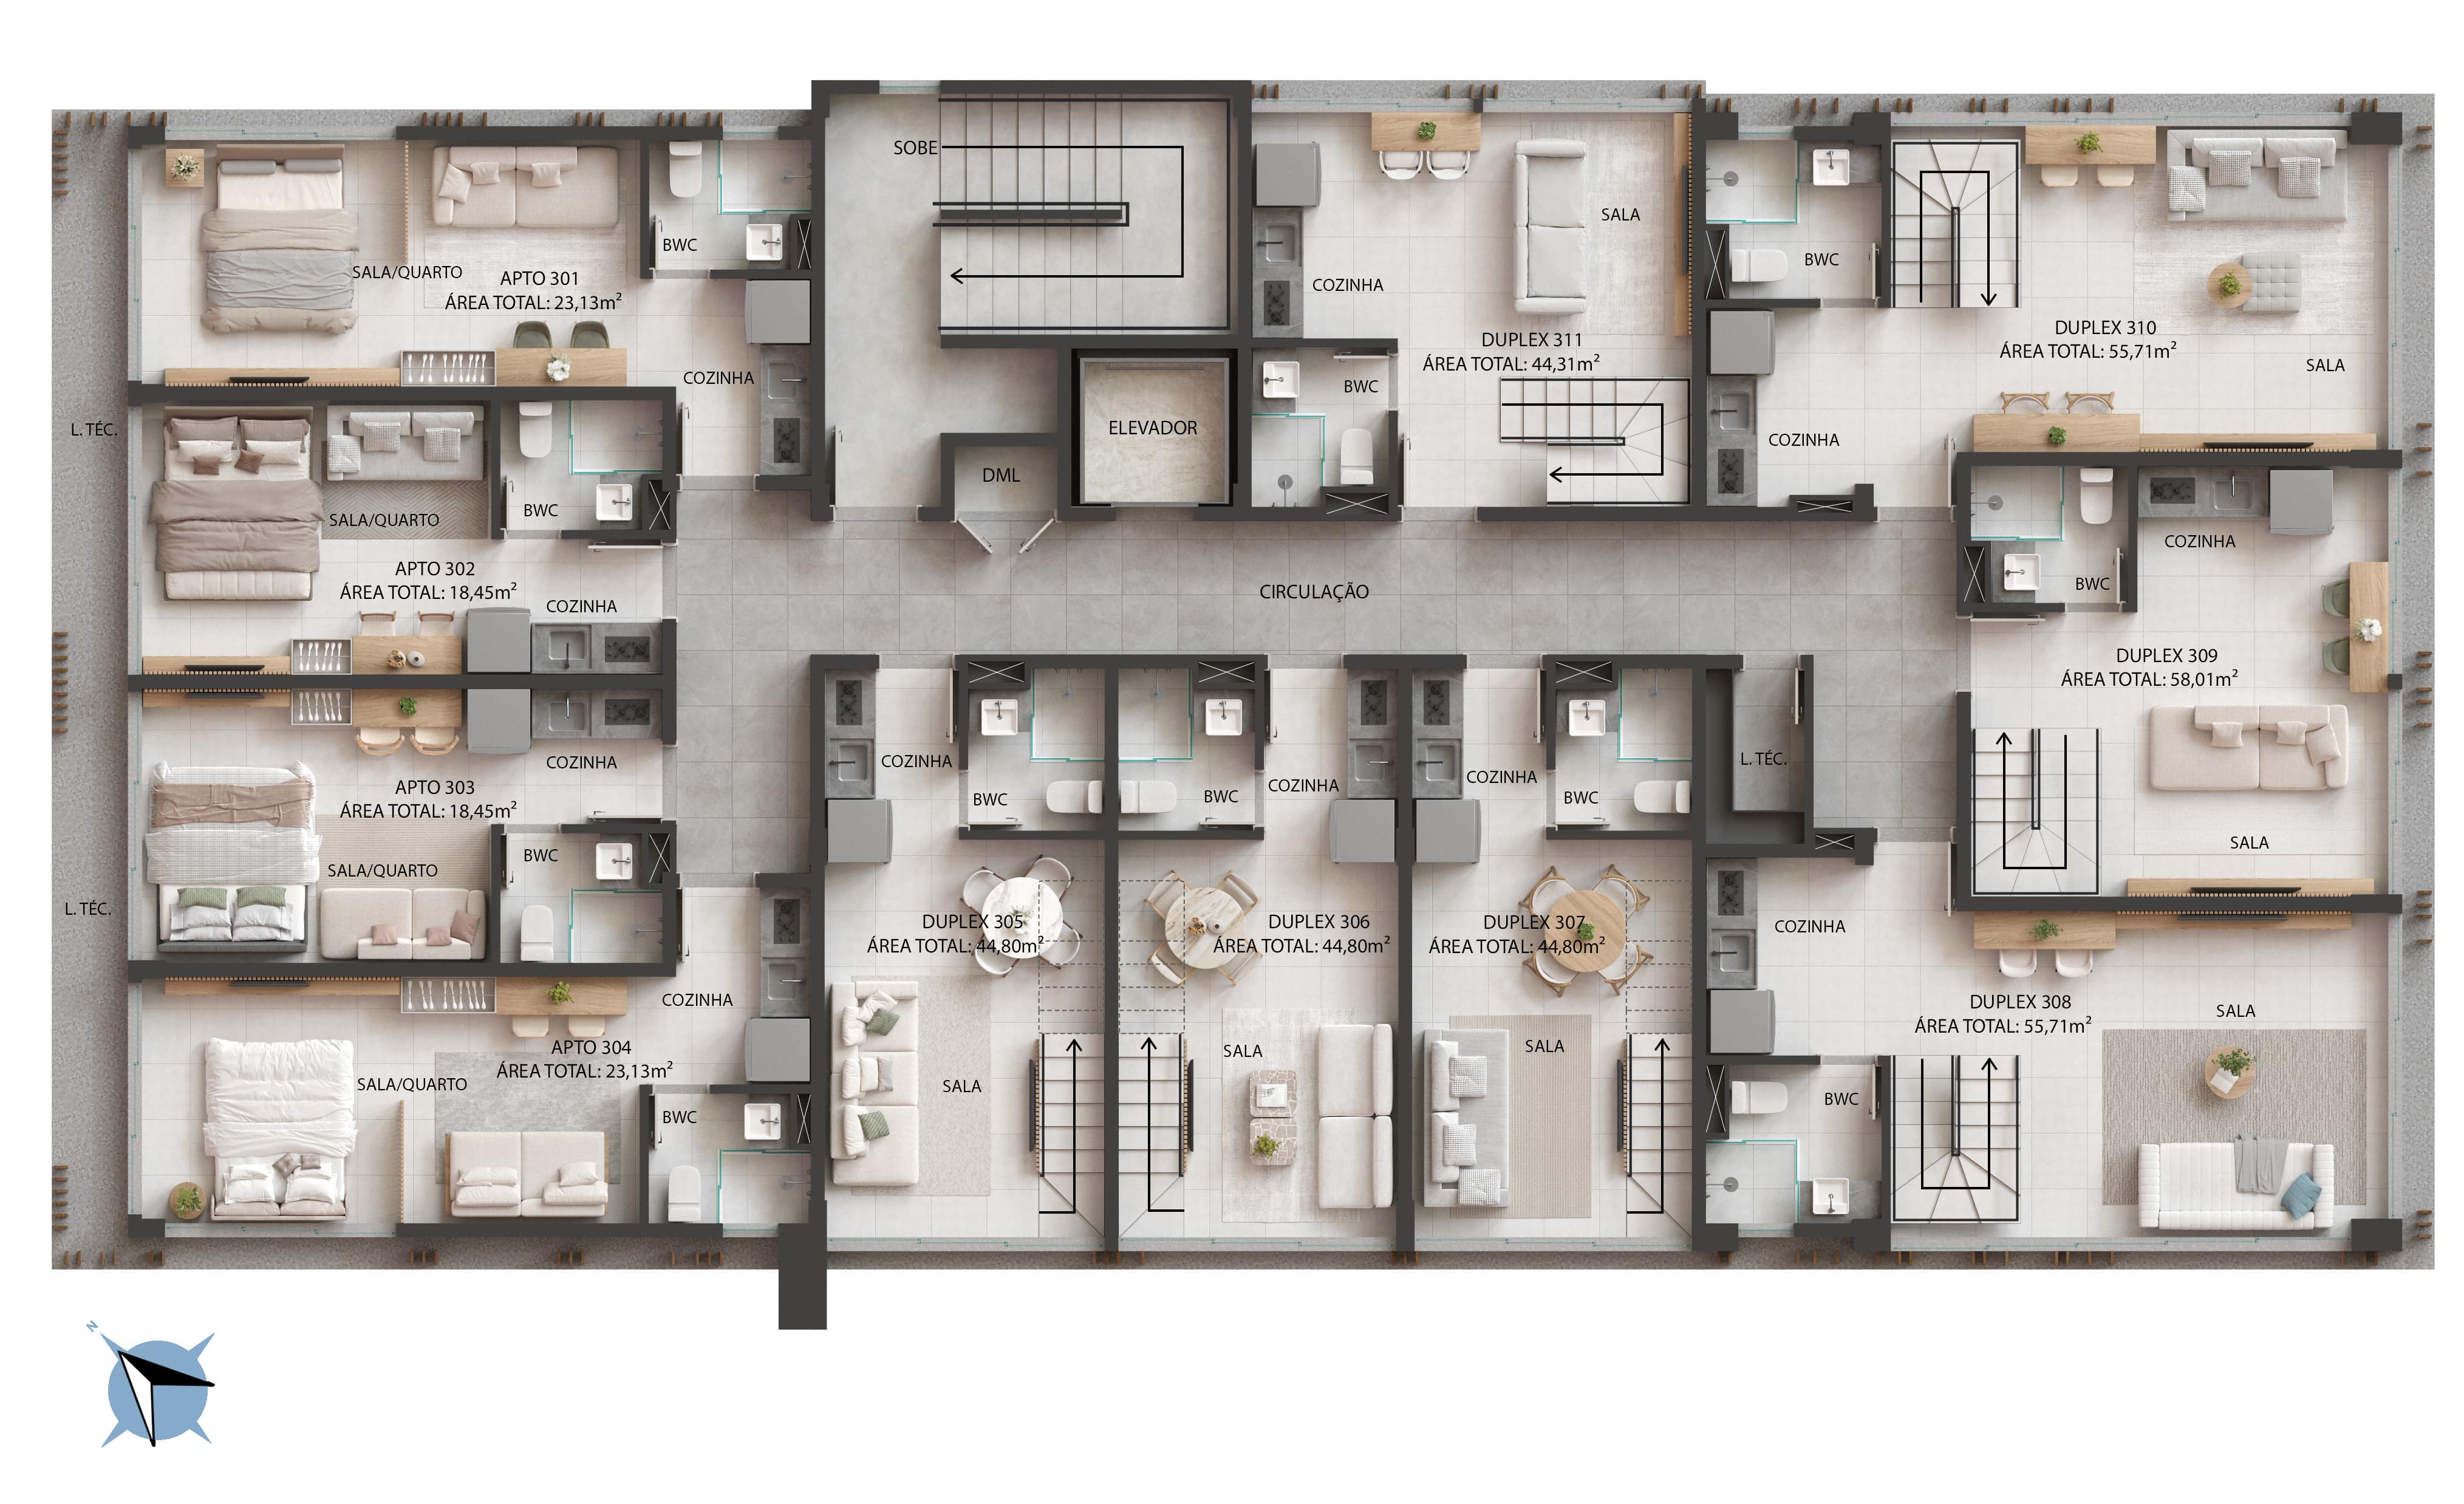 SOBE
BWC
SALA/QUARTO
APTO 301
ÁREA TOTAL: 23,13m²
COZINHA
SALA
COZINHA
DUPLEX 311
ÁREA TOTAL: 44,31m²
BWC
BWC
DUPLEX 310
ÁREA TOTAL: 55,71m²
SALA
COZINHA
L. TÉC.
BWC
SALA/QUARTO
APTO 302
ÁREA TOTAL: 18,45m²
COZINHA
ELEVADOR
DML
CIRCULAÇÃO
COZINHA
BWC
DUPLEX 309
ÁREA TOTAL: 58,01m²
SALA
COZINHA
APTO 303
ÁREA TOTAL: 18,45m²
BWC
SALA/QUARTO
L. TÉC.
COZINHA
BWC
DUPLEX 305
ÁREA TOTAL: 44,80m²
SALA
BWC
COZINHA
DUPLEX 306
ÁREA TOTAL: 44,80m²
SALA
COZINHA
BWC
DUPLEX 307
ÁREA TOTAL: 44,80m²
SALA
L. TÉC.
COZINHA
DUPLEX 308
ÁREA TOTAL: 55,71m²
SALA
BWC
COZINHA
APTO 304
ÁREA TOTAL: 23,13m²
SALA/QUARTO
BWC
N